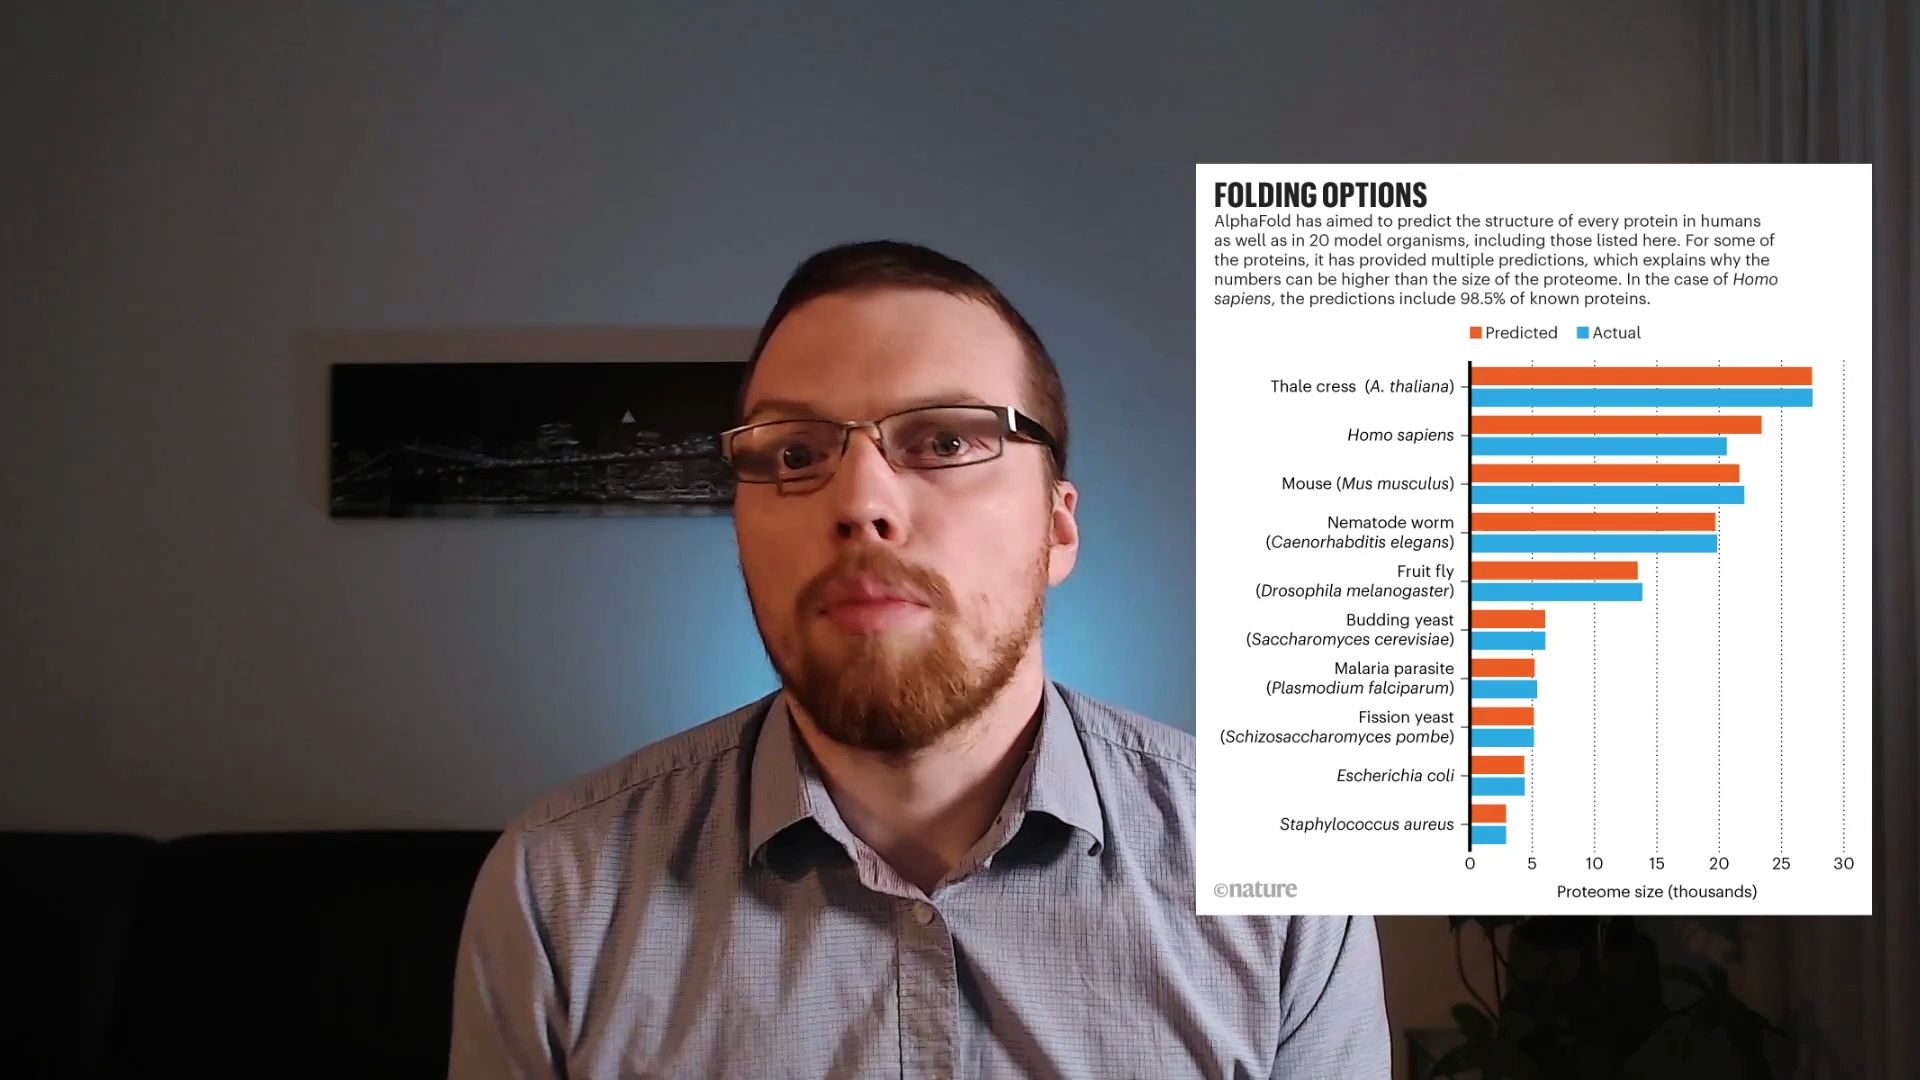 FOLDING OPTIONS
AlphaFold has aimed to predict the structure of every protein in humans
as well as in 20 model organisms, including those listed here. For some of
the proteins, it has provided multiple predictions, which explains why the
numbers can be higher than the size of the proteome. In the case of Homo
sapiens, the predictions include 98.5% of known proteins.
Predicted Actual
Thale cress (A. thaliana)
Homo sapiens
Mouse (Mus musculus)
Nematode worm
(Caenorhabditis elegans)
Fruit fly
(Drosophila melanogaster)
Budding yeast
(Saccharomyces cerevisiae)
Malaria parasite
(Plasmodium falciparum)
Fission yeast
(Schizosaccharomyces pombe)
Escherichia coli
Staphylococcus aureus
0 5 10 15 20 25 30
Proteome size (thousands)
©nature